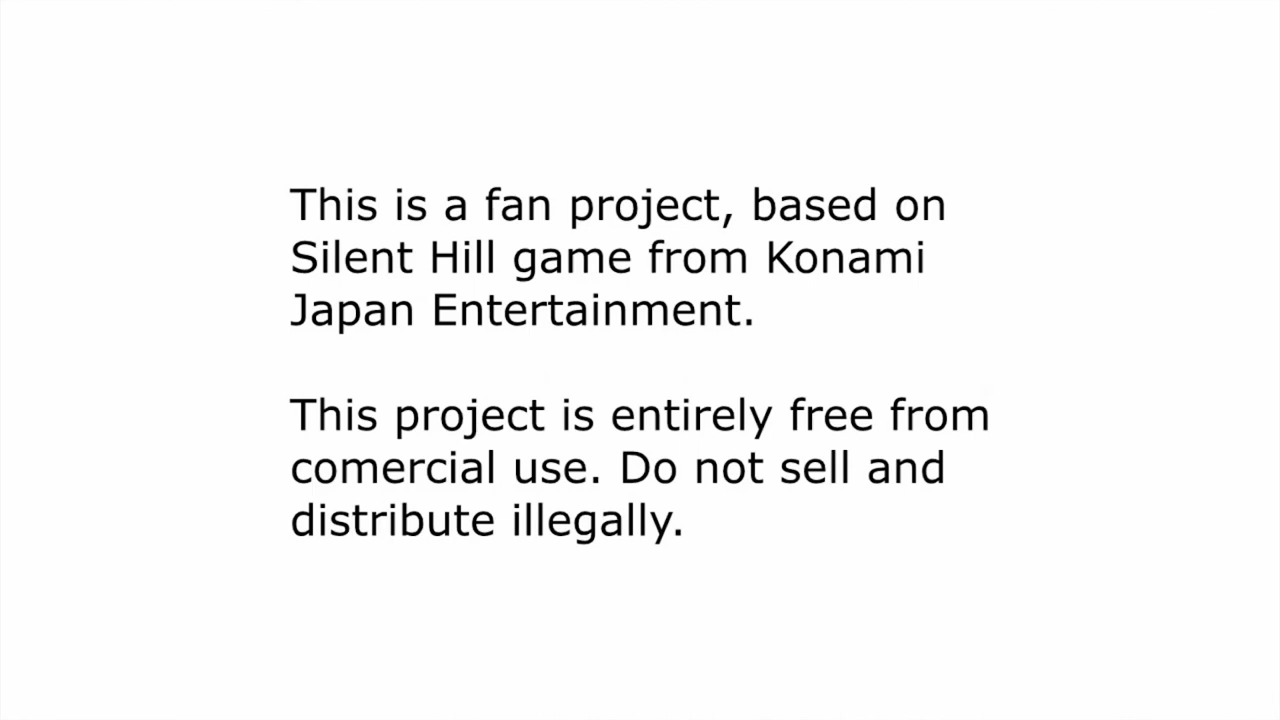 This is a fan project, based on
Silent Hill game from Konami
Japan Entertainment.
This project is entirely free from
comercial use. Do not sell and
distribute illegally.